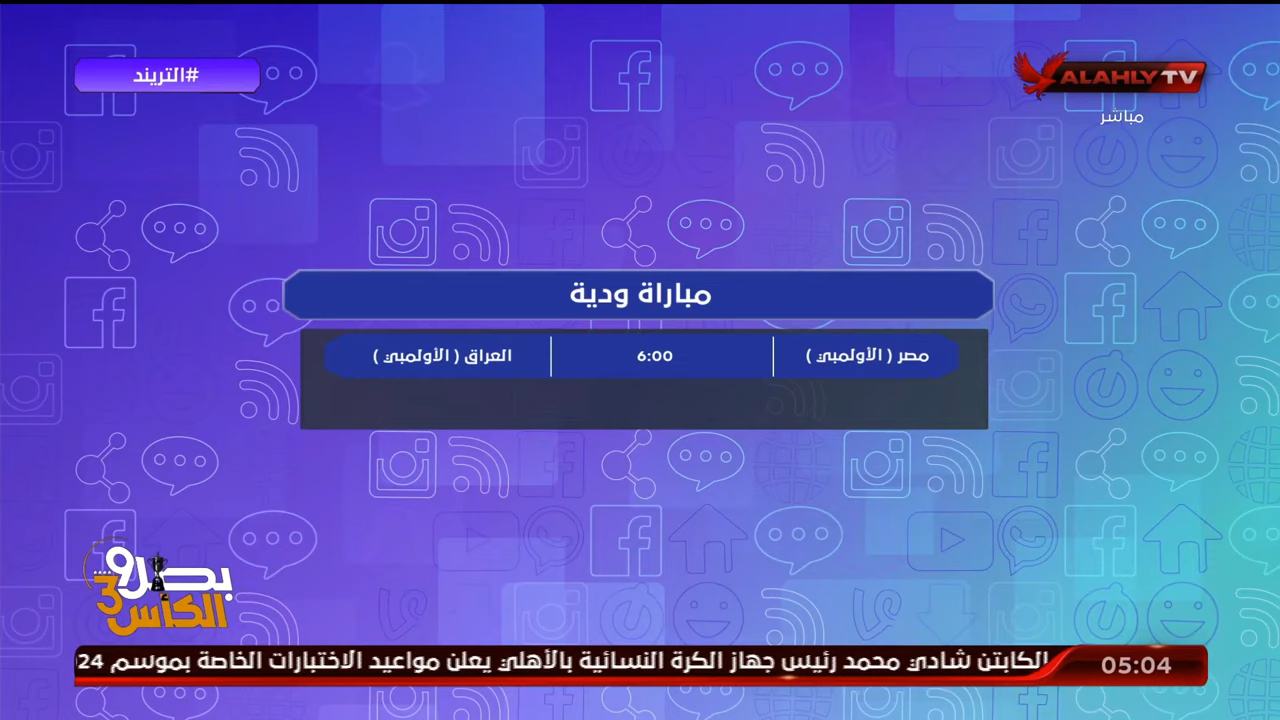 #التريند
ALAHLY TV
مباشر
مباراة ودية
مصر ( الأولمبي )
6:00
العراق ( الأولمبي )
الكأس
3
الكابتن شادي محمد رئيس جهاز الكرة النسائية بالأهلي يعلن مواعيد الاختبارات الخاصة بموسم 24
05:04